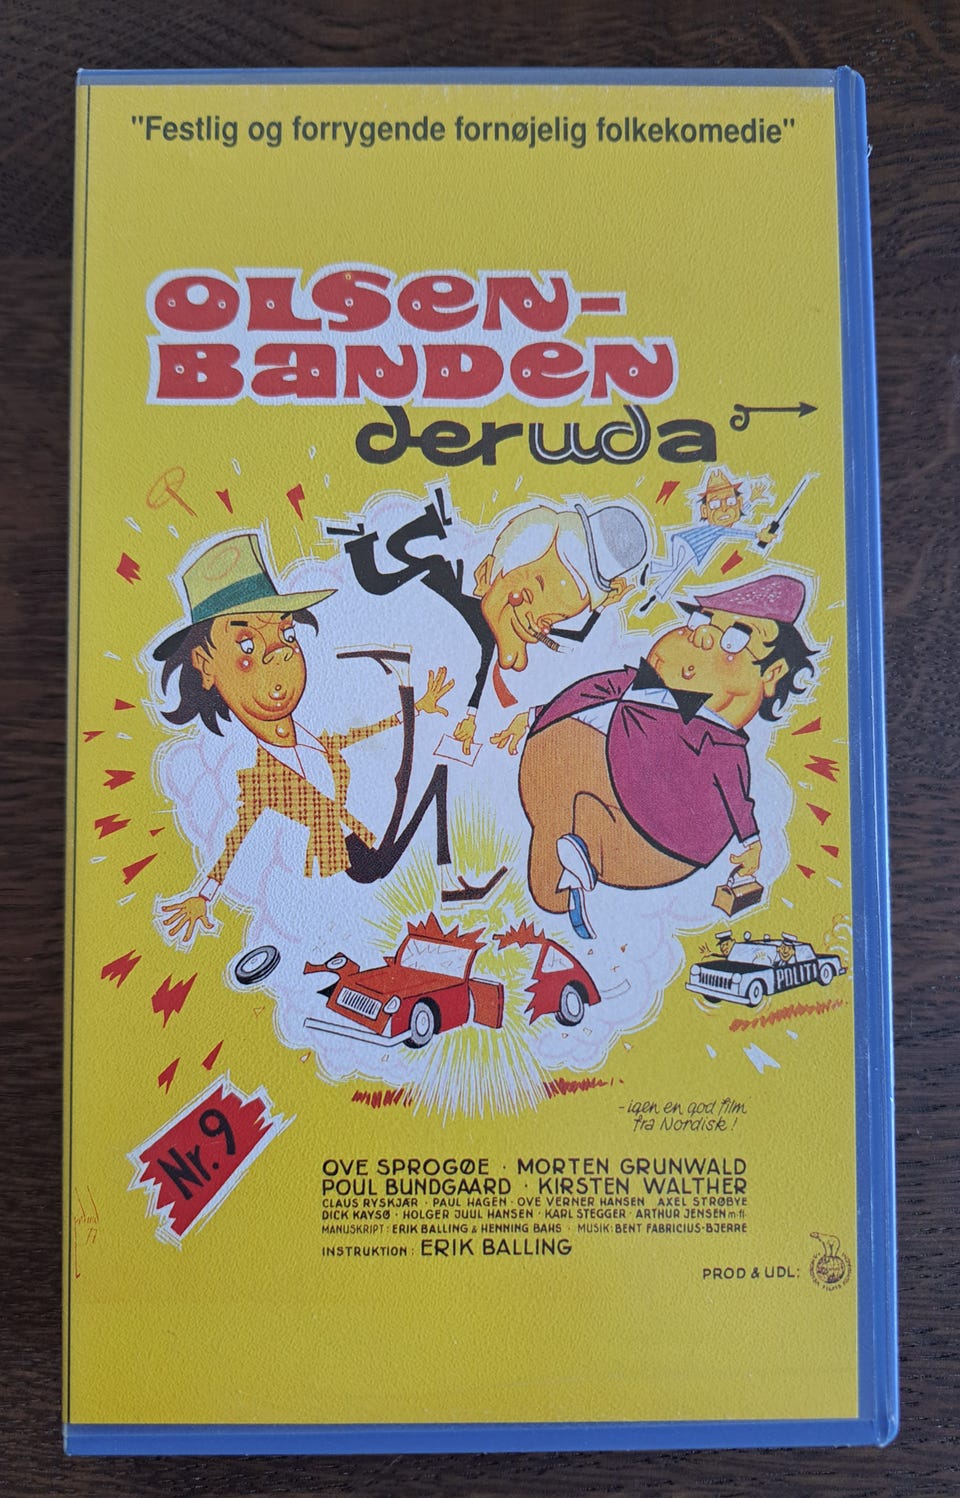 "Festlig og forrygende fornøjelig folkekomedie"
OLSEN-
BANDEN
deruda
POLITI
-igen en god film
fra Nordisk!
Nr. 9
OVE SPROGØE · MORTEN GRUNWALD
POUL BUNDGAARD · KIRSTEN WALTHER
CLAUS RYSKJÆR · PAUL HAGEN · OVE VERNER HANSEN AXEL STRØBYE
DICK KAYSØ · HOLGER JUUL HANSEN · KARL STEGGER · ARTHUR JENSEN m·fl·
MANUSKRIPT: ERIK BALLING & HENNING BAHS · MUSIK: BENT FABRICIUS-BJERRE
INSTRUKTION: ERIK BALLING
PROD & UDL: